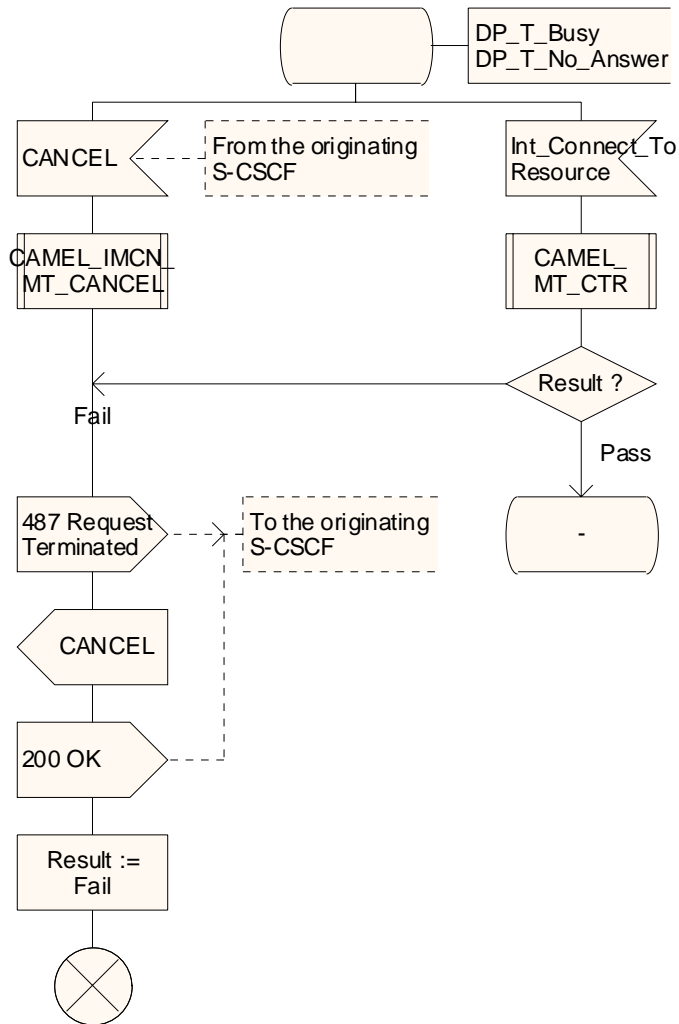 DP_T_Busy
DP_T_No_Answer
CANCEL
From the originating
S-CSCF
Int_Connect_To
Resource
CAMEL_IMCN_
MT_CANCEL
CAMEL_
MT_CTR
Result ?
Fail
Pass
487 Request
Terminated
To the originating
S-CSCF
-
CANCEL
200 OK
Result :=
Fail